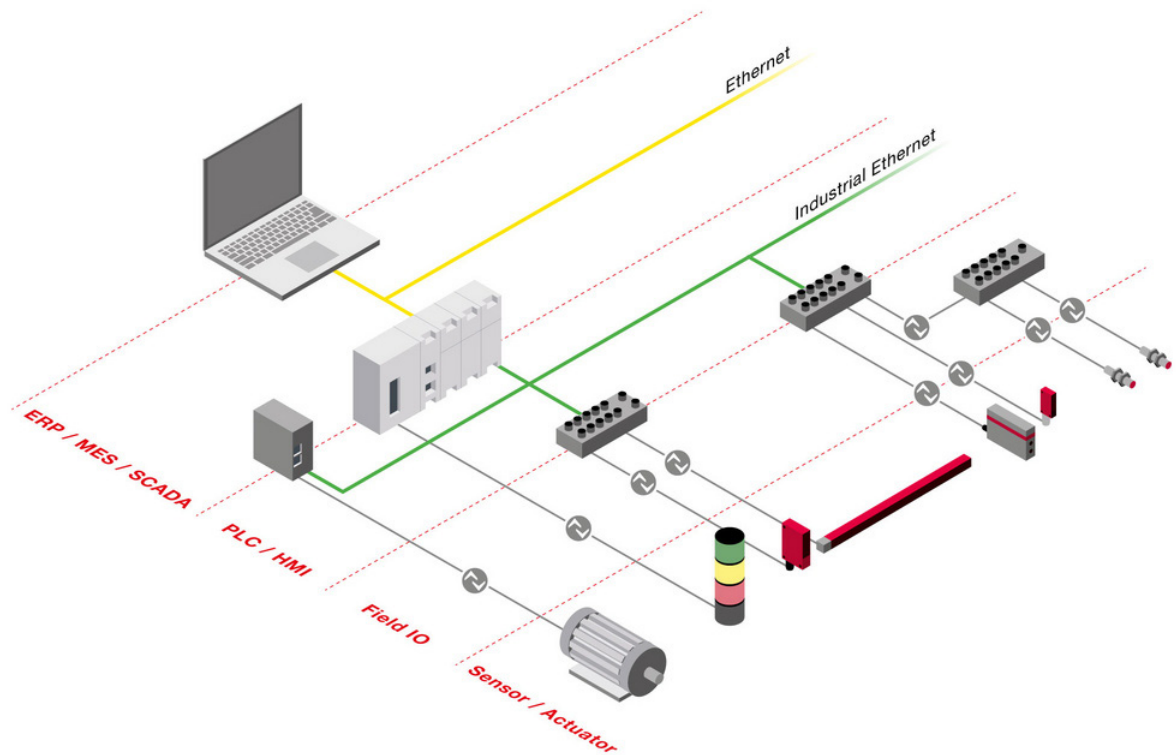 Ethernet
Industrial Ethernet
ERP / MES / SCADA
PLC / HMI
Field IO
Sensor / Actuator